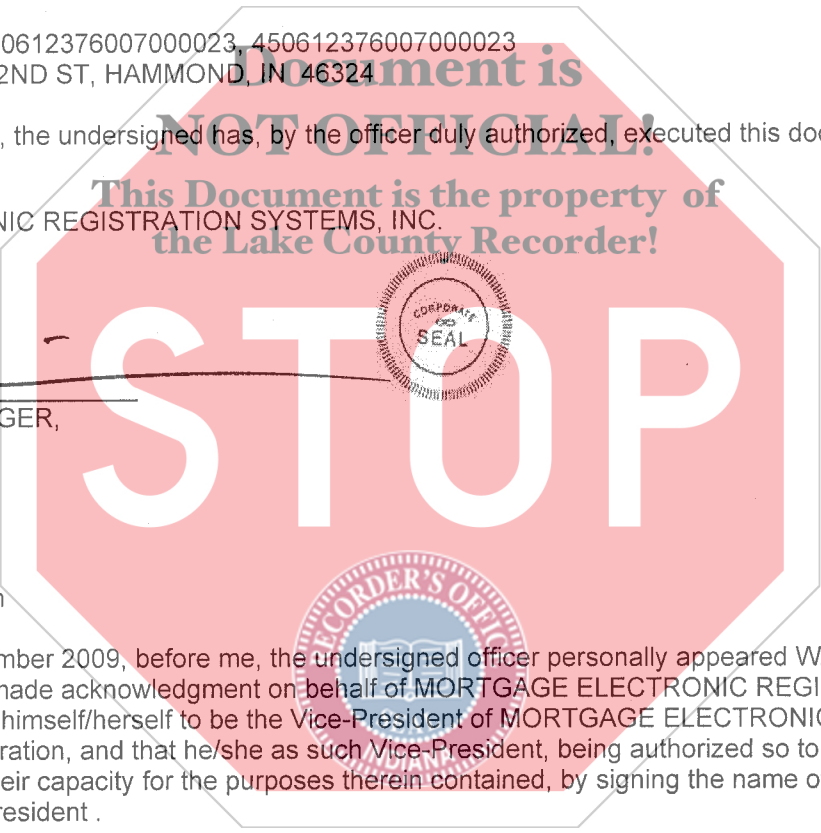 0612376007000023, 450612376007000023
2ND ST, HAMMOND, IN 46324
Document is
, the undersigned has, by the officer duly authorized, executed this doc
NOT OFFICIAL!
This Document is the property of
NIC REGISTRATION SYSTEMS, INC.
the Lake County Recorder!
CORPORATE
SEAL
STOP
GER,
RECORDER'S OFFICE
mber 2009, before me, the undersigned officer personally appeared W
made acknowledgment on behalf of MORTGAGE ELECTRONIC REGI
himself/herself to be the Vice-President of MORTGAGE ELECTRONIC
ration, and that he/she as such Vice-President, being authorized so to
INDIANA
eir capacity for the purposes therein contained, by signing the name o
resident .